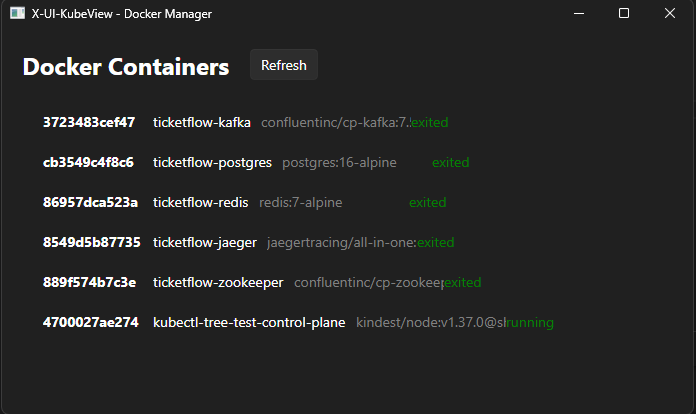 X-UI-KubeView - Docker Manager
Docker Containers Refresh
3723483cef47 ticketflow-kafka confluentinc/cp-kafka:7. exited
cb3549c4f8c6 ticketflow-postgres postgres:16-alpine exited
86957dca523a ticketflow-redis redis:7-alpine exited
8549d5b87735 ticketflow-jaeger jaegertracing/all-in-one: exited
889f574b7c3e ticketflow-zookeeper confluentinc/cp-zookeep exited
4700027ae274 kubectl-tree-test-control-plane kindest/node:v1.37.0@sl running